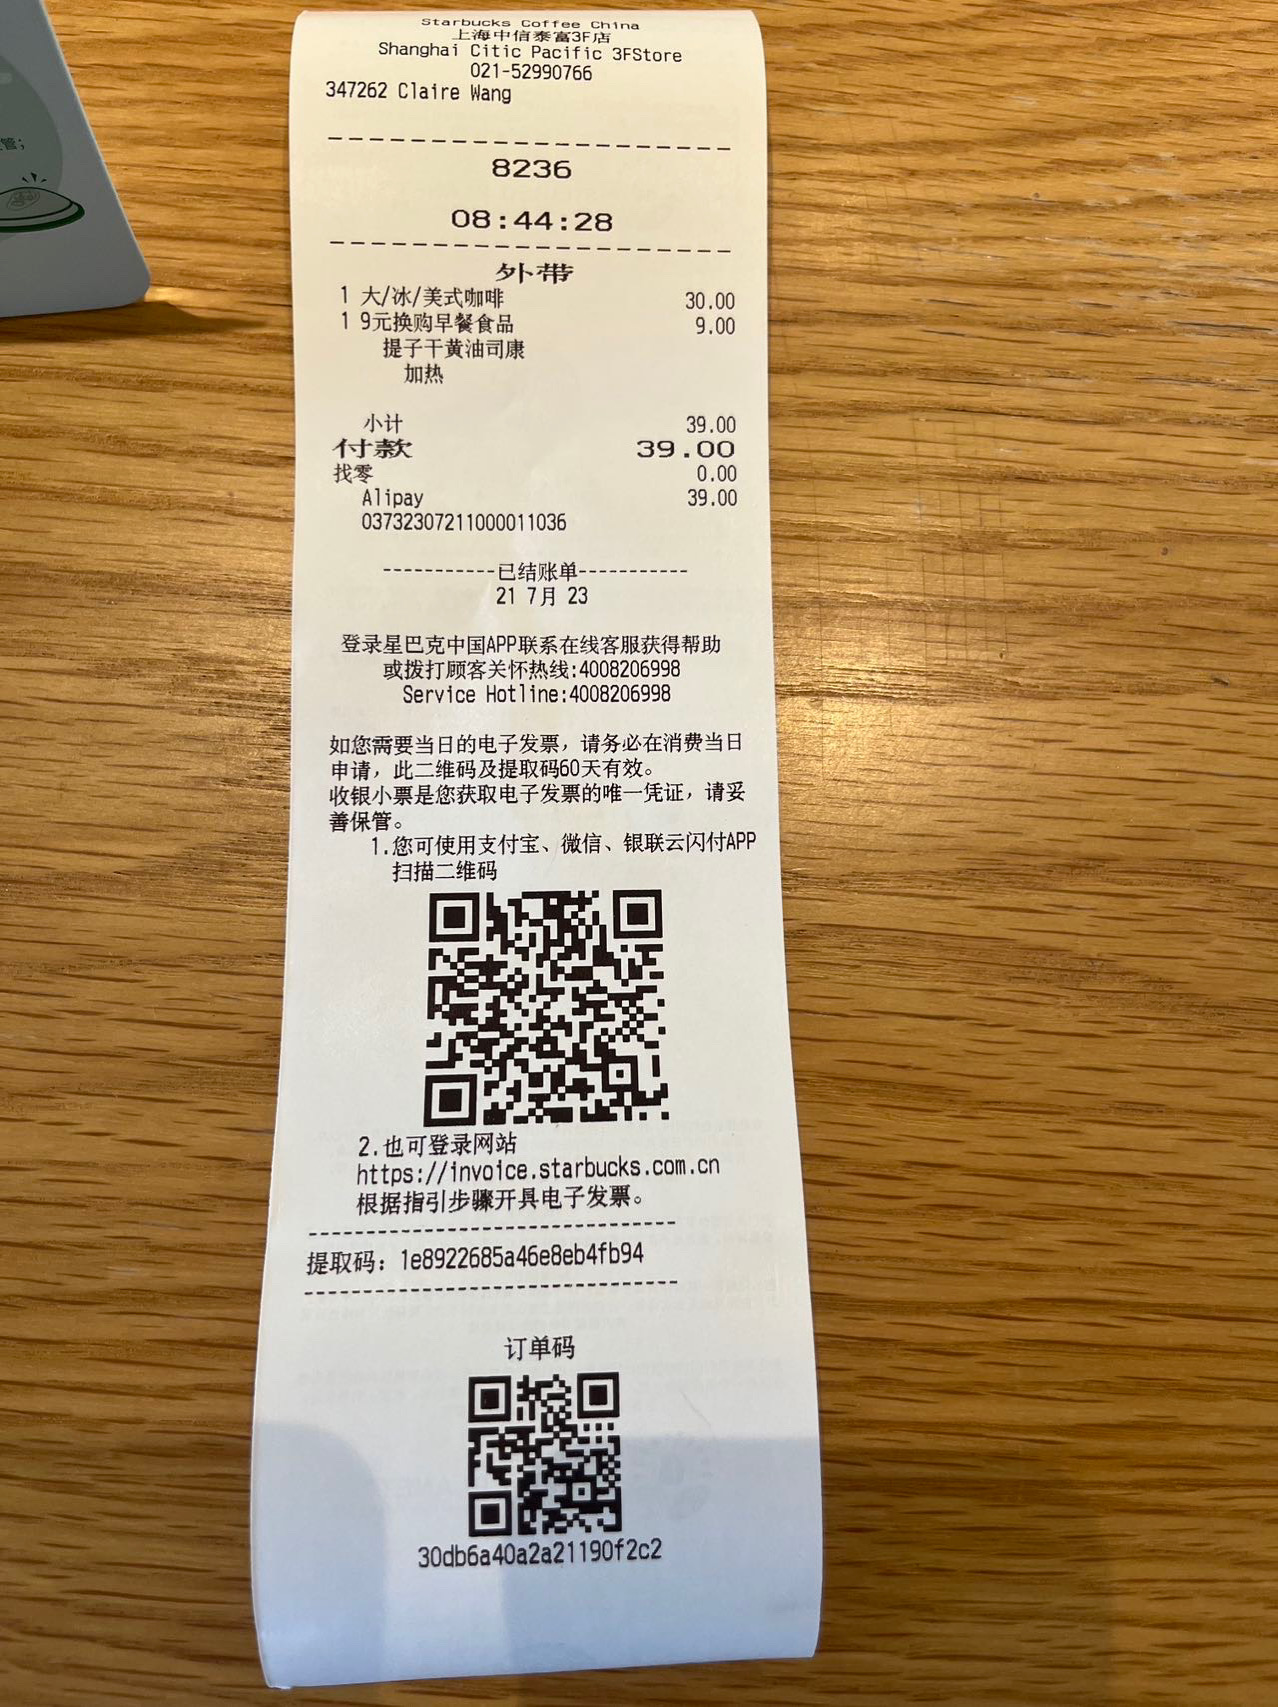 Starbucks Coffee China
上海中信泰富3F店
Shanghai Citic Pacific 3FStore
021-52990766
347262 Claire Wang
8236
08:44:28
外带
1 大/冰/美式咖啡 30.00
1 9元换购早餐食品 9.00
提子干黄油司康
加热
小计 39.00
付款 39.00
找零 0.00
Alipay 39.00
03732307211000011036
-----------已结账单-----------
21 7月 23
登录星巴克中国APP联系在线客服获得帮助
或拨打顾客关怀热线:4008206998
Service Hotline:4008206998
如您需要当日的电子发票，请务必在消费当日
申请，此二维码及提取码60天有效。
收银小票是您获取电子发票的唯一凭证，请妥
善保管。
1.您可使用支付宝、微信、银联云闪付APP
扫描二维码
2.也可登录网站
https://invoice.starbucks.com.cn
根据指引步骤开具电子发票。
提取码：1e8922685a46e8eb4fb94
订单码
30db6a40a2a21190f2c2
管；